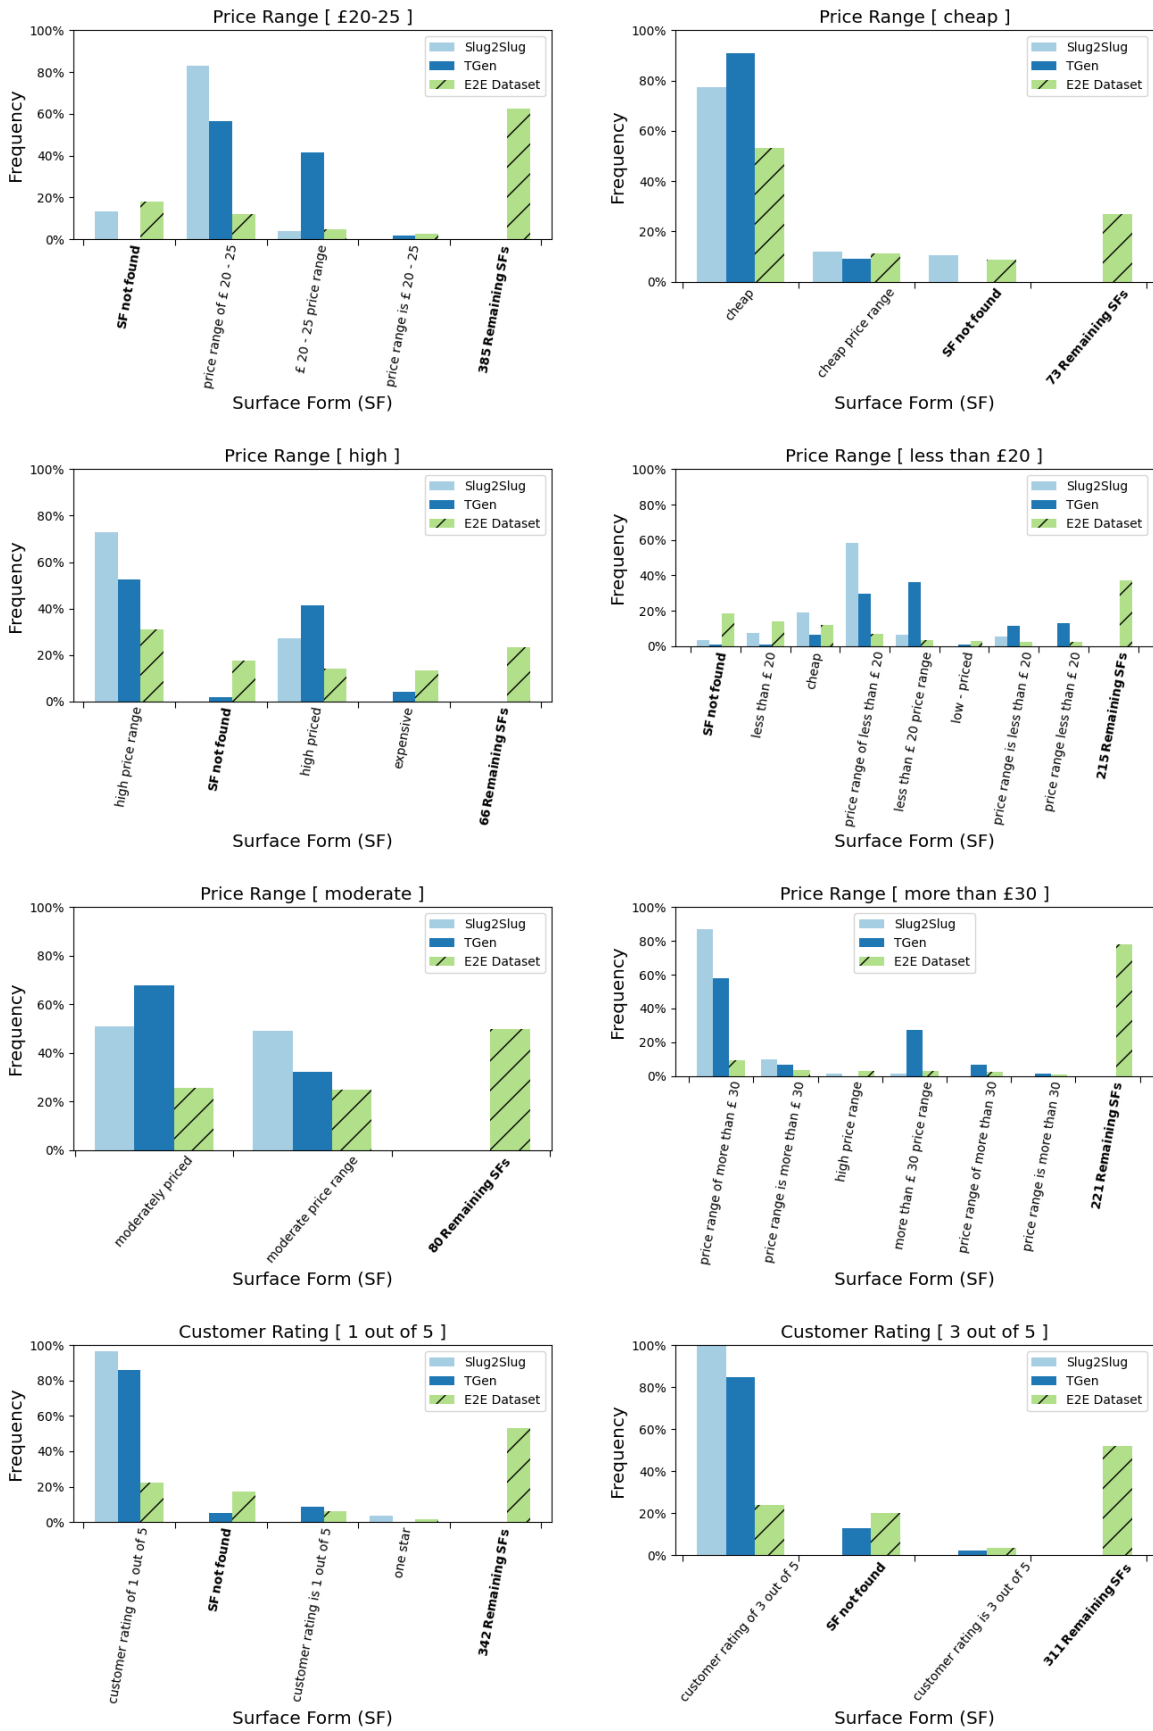 Price Range [ £20-25 ]
100%
80%
60%
40%
20%
0%
Frequency
Slug2Slug
TGen
E2E Dataset
SF not found
price range of £ 20 - 25
£ 20 - 25 price range
price range is £ 20 - 25
385 Remaining SFs
Surface Form (SF)
Price Range [ cheap ]
100%
80%
60%
40%
20%
0%
Frequency
Slug2Slug
TGen
E2E Dataset
cheap
cheap price range
SF not found
73 Remaining SFs
Surface Form (SF)
Price Range [ high ]
100%
80%
60%
40%
20%
0%
Frequency
Slug2Slug
TGen
E2E Dataset
high price range
SF not found
high priced
expensive
66 Remaining SFs
Surface Form (SF)
Price Range [ less than £20 ]
100%
80%
60%
40%
20%
0%
Frequency
Slug2Slug
TGen
E2E Dataset
SF not found
less than £ 20
cheap
price range of less than £ 20
less than £ 20 price range
low - priced
price range is less than £ 20
price range less than £ 20
215 Remaining SFs
Surface Form (SF)
Price Range [ moderate ]
100%
80%
60%
40%
20%
0%
Frequency
Slug2Slug
TGen
E2E Dataset
moderately priced
moderate price range
80 Remaining SFs
Surface Form (SF)
Price Range [ more than £30 ]
100%
80%
60%
40%
20%
0%
Frequency
Slug2Slug
TGen
E2E Dataset
price range of more than £ 30
price range is more than £ 30
high price range
more than £ 30 price range
price range of more than 30
price range is more than 30
221 Remaining SFs
Surface Form (SF)
Customer Rating [ 1 out of 5 ]
100%
80%
60%
40%
20%
0%
Frequency
Slug2Slug
TGen
E2E Dataset
customer rating of 1 out of 5
SF not found
customer rating is 1 out of 5
one star
342 Remaining SFs
Surface Form (SF)
Customer Rating [ 3 out of 5 ]
100%
80%
60%
40%
20%
0%
Frequency
Slug2Slug
TGen
E2E Dataset
customer rating of 3 out of 5
SF not found
customer rating is 3 out of 5
311 Remaining SFs
Surface Form (SF)